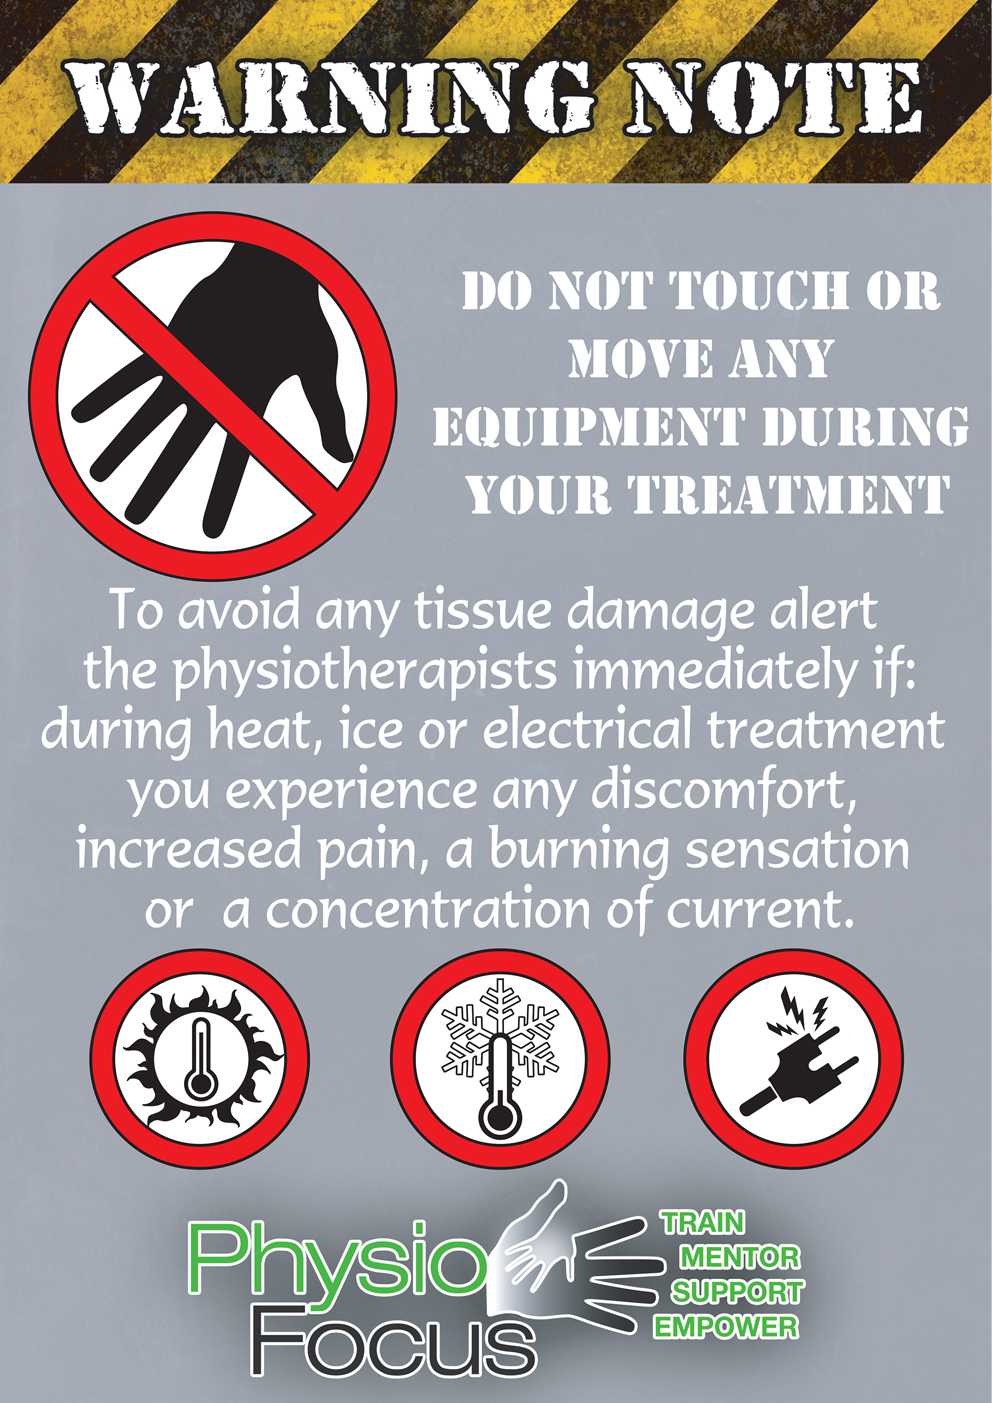 WARNING NOTE
DO NOT TOUCH OR
MOVE ANY
EQUIPMENT DURING
YOUR TREATMENT
To avoid any tissue damage alert
the physiotherapists immediately if:
during heat, ice or electrical treatment
you experience any discomfort,
increased pain, a burning sensation
or a concentration of current.
Physio
Focus
TRAIN
MENTOR
SUPPORT
EMPOWER